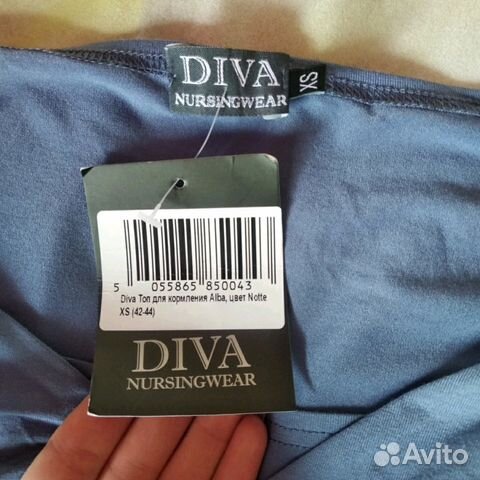 DIVA
NURSINGWEAR
XS
5 055865 850043
Diva Топ для кормления Alba, цвет Notte
XS (42-44)
DIVA
NURSINGWEAR
Avito